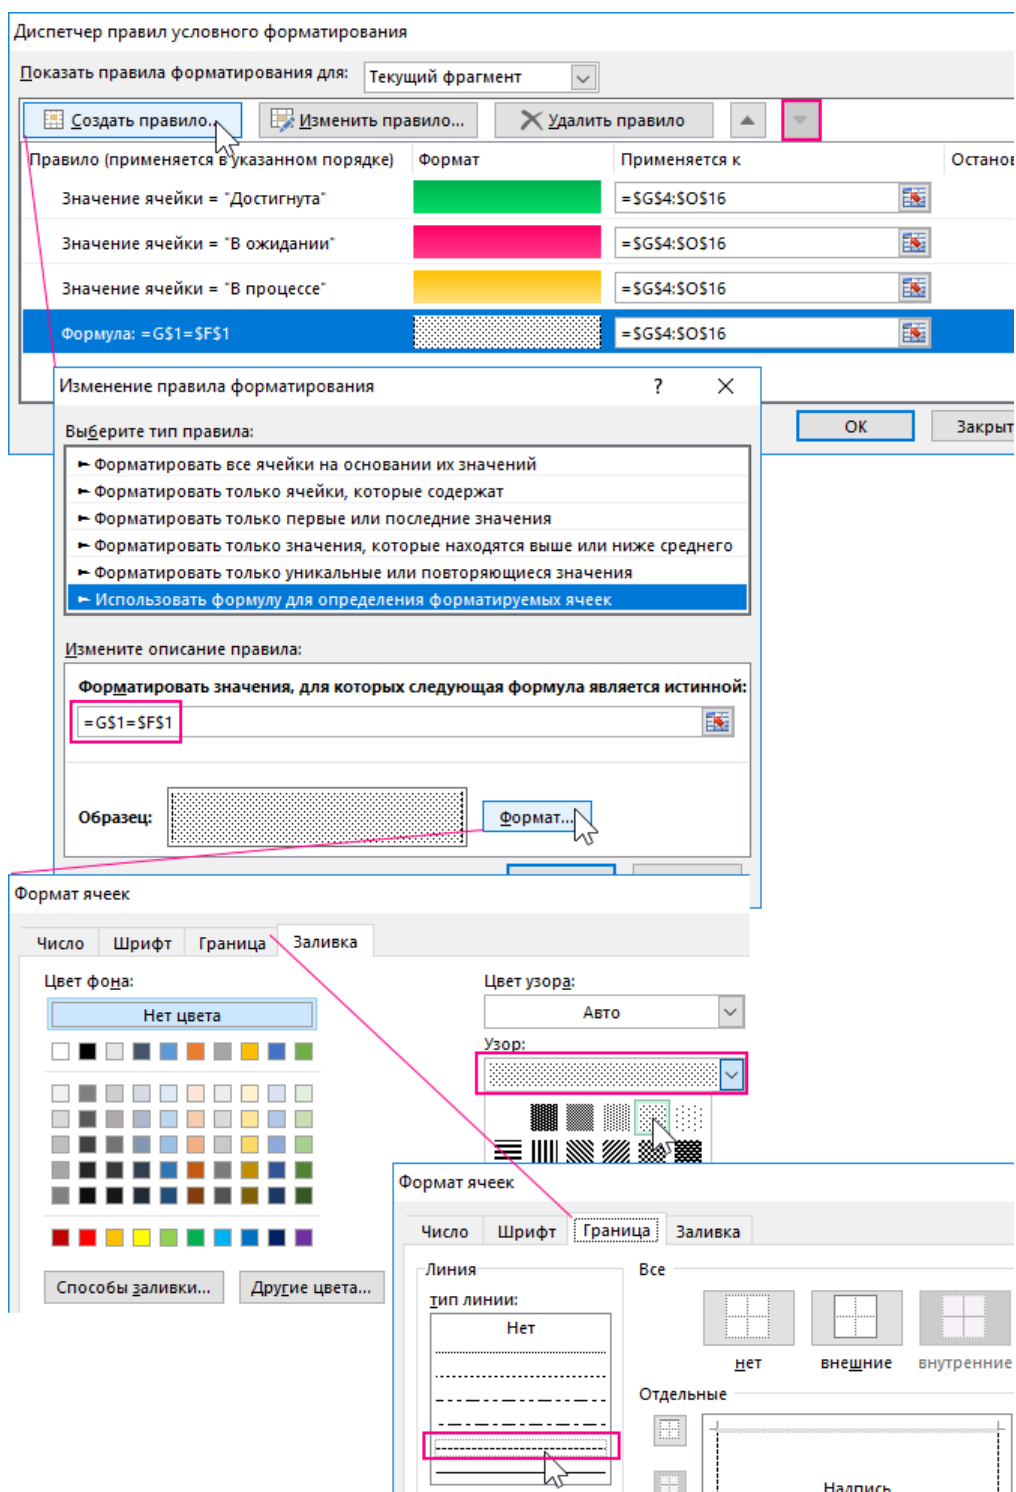 Диспетчер правил условного форматирования
Показать правила форматирования для: Текущий фрагмент
Создать правило... Изменить правило... Удалить правило
Правило (применяется в указанном порядке) Формат Применяется к Останов
Значение ячейки = "Достигнута" =$G$4:$O$16
Значение ячейки = "В ожидании" =$G$4:$O$16
Значение ячейки = "В процессе" =$G$4:$O$16
Формула: =G$1=$F$1 =$G$4:$O$16
Изменение правила форматирования ?
OK Закрыт
Выберите тип правила:
► Форматировать все ячейки на основании их значений
► Форматировать только ячейки, которые содержат
► Форматировать только первые или последние значения
► Форматировать только значения, которые находятся выше или ниже среднего
► Форматировать только уникальные или повторяющиеся значения
► Использовать формулу для определения форматируемых ячеек
Измените описание правила:
Форматировать значения, для которых следующая формула является истинной:
=G$1=$F$1
Образец: Формат...
Формат ячеек
Число Шрифт Граница Заливка
Цвет фона: Цвет узора:
Нет цвета Авто
Узор:
Формат ячеек
Число Шрифт Граница Заливка
Линия Все
тип линии:
Нет
Способы заливки... Другие цвета...
нет внешние внутренние
Отдельные
Надпись